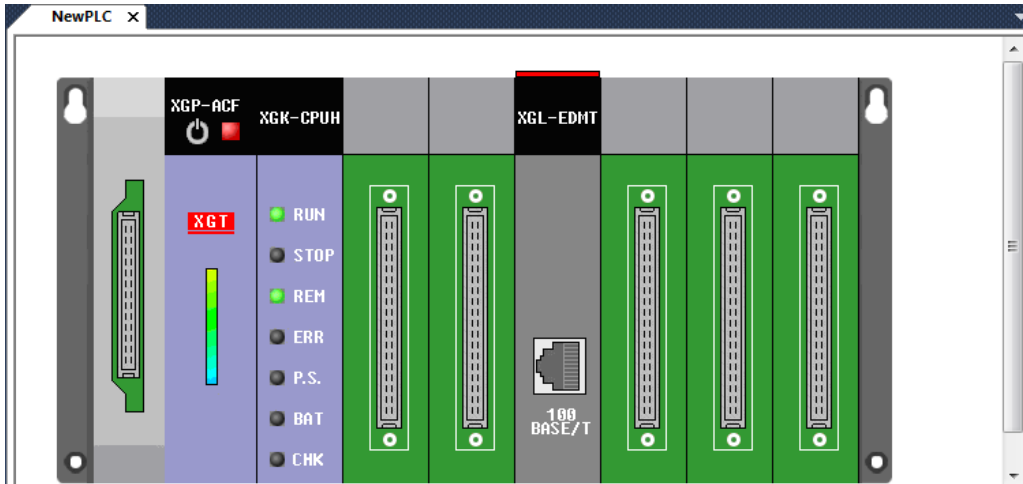 NewPLC X
XGP-ACF
XGK-CPUH
XGL-EDMT
XGT
RUN
STOP
REM
ERR
P.S.
BAT
CHK
100
BASE/T